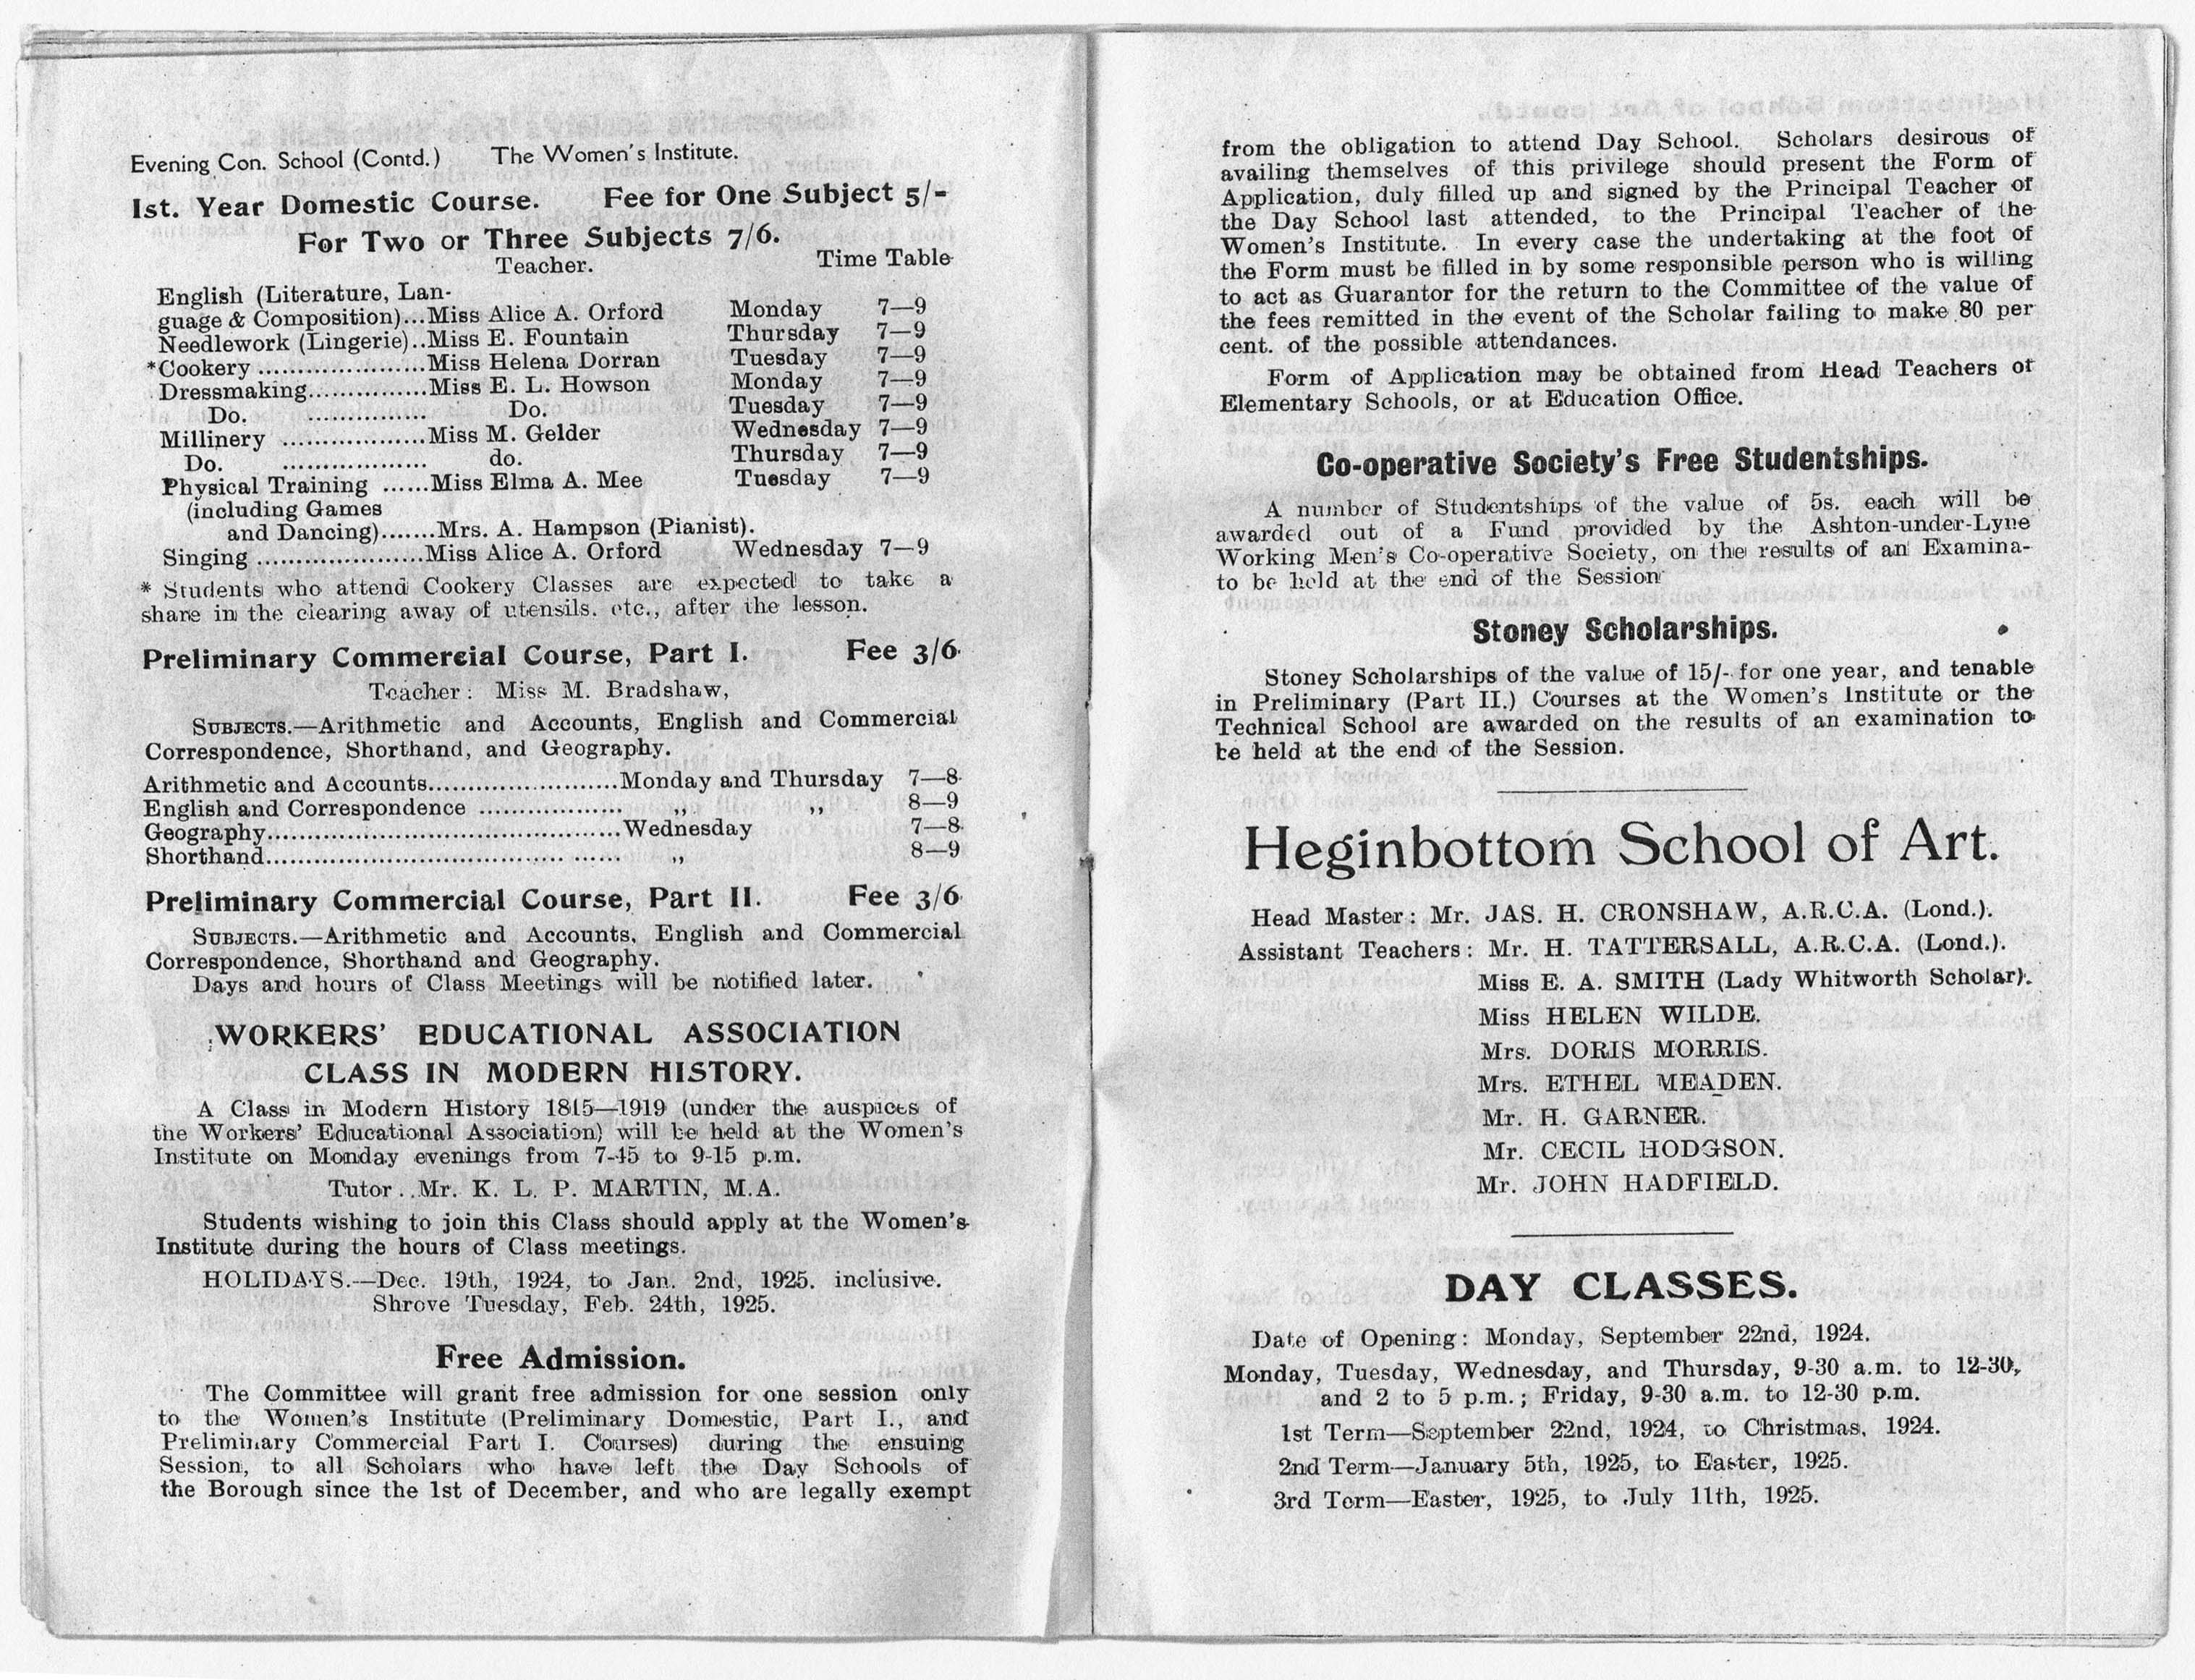 Evening Con. School (Contd.) The Women's Institute.
1st. Year Domestic Course. Fee for One Subject 5/-
For Two or Three Subjects 7/6.
Teacher. Time Table
English (Literature, Lan-
guage & Composition)...Miss Alice A. Orford Monday 7—9
Needlework (Lingerie)..Miss E. Fountain Thursday 7—9
*Cookery .....................Miss Helena Dorran Tuesday 7—9
Dressmaking...............Miss E. L. Howson Monday 7—9
Do. ............... Do. Tuesday 7—9
Millinery ..................Miss M. Gelder Wednesday 7—9
Do. .................. do. Thursday 7—9
Physical Training ......Miss Elma A. Mee Tuesday 7—9
(including Games
and Dancing).......Mrs. A. Hampson (Pianist).
Singing .....................Miss Alice A. Orford Wednesday 7—9
* Students who attend Cookery Classes are expected to take a
share in the clearing away of utensils. etc., after the lesson.
Preliminary Commercial Course, Part I. Fee 3/6
Teacher: Miss M. Bradshaw,
SUBJECTS.—Arithmetic and Accounts, English and Commercial
Correspondence, Shorthand, and Geography.
Arithmetic and Accounts........................Monday and Thursday 7—8
English and Correspondence .................. ,, ,, 8—9
Geography............................................Wednesday 7—8
Shorthand..................................... ...... ,, 8—9
Preliminary Commercial Course, Part II. Fee 3/6
SUBJECTS.—Arithmetic and Accounts, English and Commercial
Correspondence, Shorthand and Geography.
Days and hours of Class Meetings will be notified later.
WORKERS' EDUCATIONAL ASSOCIATION
CLASS IN MODERN HISTORY.
A Class in Modern History 1815—1919 (under the auspices of
the Workers' Educational Association) will be held at the Women's
Institute on Monday evenings from 7-45 to 9-15 p.m.
Tutor..Mr. K. L. P. MARTIN, M.A.
Students wishing to join this Class should apply at the Women's
Institute during the hours of Class meetings.
HOLIDAYS.—Dec. 19th, 1924, to Jan. 2nd, 1925. inclusive.
Shrove Tuesday, Feb. 24th, 1925.
Free Admission.
The Committee will grant free admission for one session only
to the Women's Institute (Preliminary Domestic, Part I., and
Preliminary Commercial Part I. Courses) during the ensuing
Session, to all Scholars who have left the Day Schools of
the Borough since the 1st of December, and who are legally exempt
from the obligation to attend Day School. Scholars desirous of
availing themselves of this privilege should present the Form of
Application, duly filled up and signed by the Principal Teacher of
the Day School last attended, to the Principal Teacher of the
Women's Institute. In every case the undertaking at the foot of
the Form must be filled in by some responsible person who is willing
to act as Guarantor for the return to the Committee of the value of
the fees remitted in the event of the Scholar failing to make 80 per
cent. of the possible attendances.
Form of Application may be obtained from Head Teachers of
Elementary Schools, or at Education Office.
Co-operative Society's Free Studentships.
A number of Studentships of the value of 5s. each will be
awarded out of a Fund provided by the Ashton-under-Lyne
Working Men's Co-operative Society, on the results of an Examina-
to be held at the end of the Session
Stoney Scholarships.
Stoney Scholarships of the value of 15/- for one year, and tenable
in Preliminary (Part II.) Courses at the Women's Institute or the
Technical School are awarded on the results of an examination to
be held at the end of the Session.
Heginbottom School of Art.
Head Master: Mr. JAS. H. CRONSHAW, A.R.C.A. (Lond.).
Assistant Teachers: Mr. H. TATTERSALL, A.R.C.A. (Lond.).
Miss E. A. SMITH (Lady Whitworth Scholar).
Miss HELEN WILDE.
Mrs. DORIS MORRIS.
Mrs. ETHEL MEADEN.
Mr. H. GARNER.
Mr. CECIL HODGSON.
Mr. JOHN HADFIELD.
DAY CLASSES.
Date of Opening: Monday, September 22nd, 1924.
Monday, Tuesday, Wednesday, and Thursday, 9-30 a.m. to 12-30,
and 2 to 5 p.m.; Friday, 9-30 a.m. to 12-30 p.m.
1st Term—September 22nd, 1924, to Christmas, 1924.
2nd Term—January 5th, 1925, to Easter, 1925.
3rd Term—Easter, 1925, to July 11th, 1925.